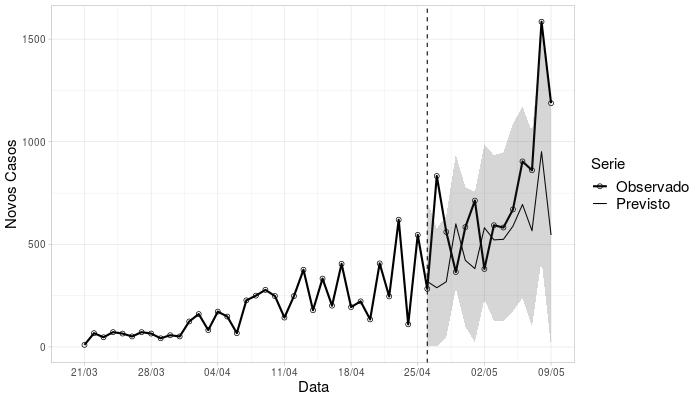 1500
1000
500
0
Novos Casos
21/03 28/03 04/04 11/04 18/04 25/04 02/05 09/05
Data
Serie
Observado
Previsto